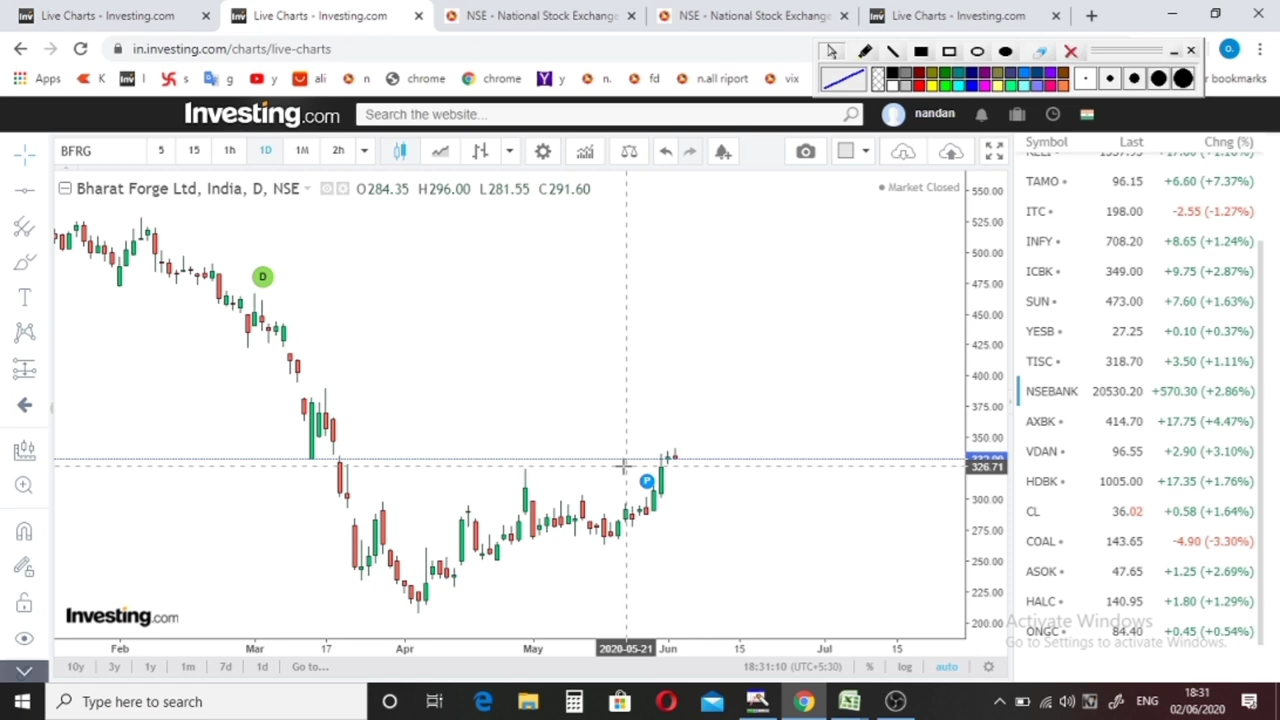 Live Charts - Investing.com
Live Charts - Investing.com
NSE - National Stock Exchange
NSE - National Stock Exchange
Live Charts - Investing.com
in.investing.com/charts/live-charts
O.
Apps K I g ali n chrome chrome y n. fd n.all riport vix r bookmarks
Investing.com
Search the website...
nandan
BFRG 5 15 1h 1D 1M 2h
Bharat Forge Ltd, India, D, NSE O284.35 H296.00 L281.55 C291.60
Market Closed
D
P
550.00
525.00
500.00
475.00
450.00
425.00
400.00
375.00
350.00
326.71
300.00
275.00
250.00
225.00
200.00
Investing.com
Feb Mar 17 Apr May 2020-05-21 Jun 15 Jul 15
10y 3y 1y 1m 7d 1d Go to...
18:31:10 (UTC+5:30) % log auto
Symbol Last Chng (%)
TAMO 96.15 +6.60 (+7.37%)
ITC 198.00 -2.55 (-1.27%)
INFY 708.20 +8.65 (+1.24%)
ICBK 349.00 +9.75 (+2.87%)
SUN 473.00 +7.60 (+1.63%)
YESB 27.25 +0.10 (+0.37%)
TISC 318.70 +3.50 (+1.11%)
NSEBANK 20530.20 +570.30 (+2.86%)
AXBK 414.70 +17.75 (+4.47%)
VDAN 96.55 +2.90 (+3.10%)
HDBK 1005.00 +17.35 (+1.76%)
CL 36.02 +0.58 (+1.64%)
COAL 143.65 -4.90 (-3.30%)
ASOK 47.65 +1.25 (+2.69%)
HALC 140.95 +1.80 (+1.29%)
Activate Windows
ONGC 84.40 +0.45 (+0.54%)
Go to Settings to activate Windows.
Type here to search
ENG
18:31
02/06/2020